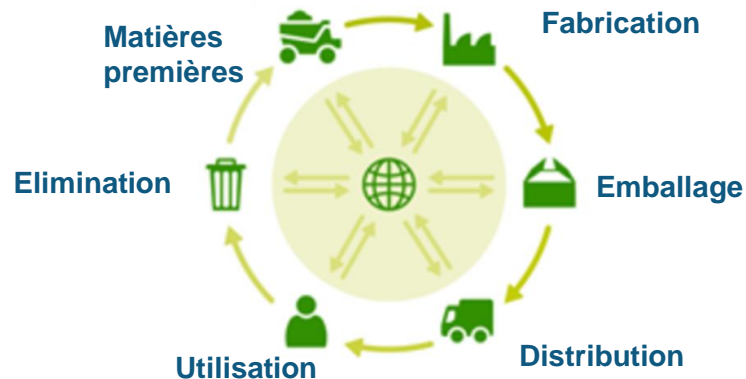 Matières
premières
Fabrication
Emballage
Distribution
Utilisation
Elimination